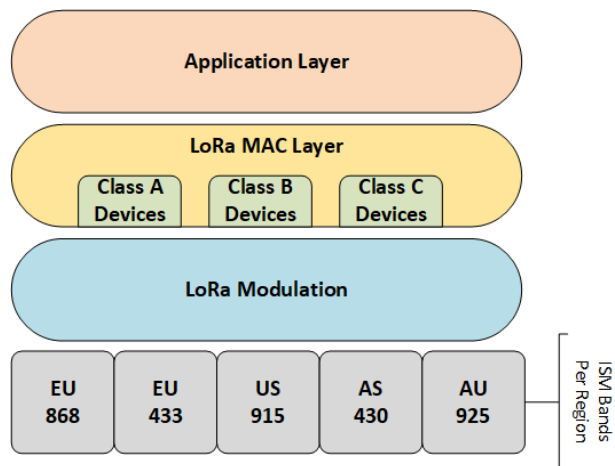 Application Layer
LoRa MAC Layer
Class A
Devices
Class B
Devices
Class C
Devices
LoRa Modulation
EU
868
EU
433
US
915
AS
430
AU
925
ISM Bands
Per Region